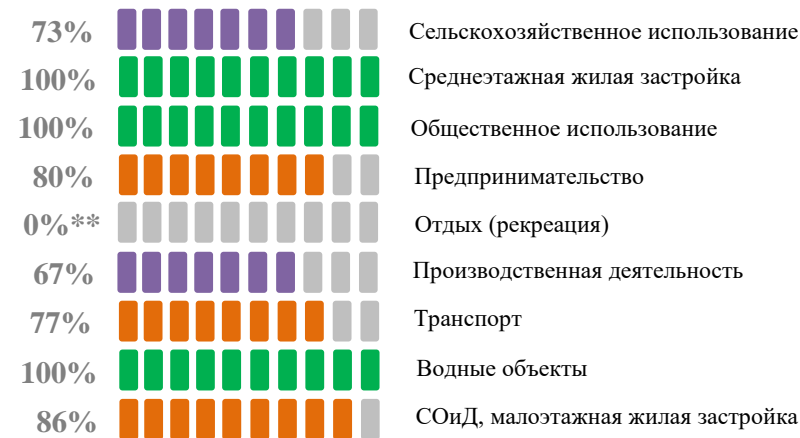 73% Сельскохозяйственное использование
100% Среднеэтажная жилая застройка
100% Общественное использование
80% Предпринимательство
0%** Отдых (рекреация)
67% Производственная деятельность
77% Транспорт
100% Водные объекты
86% СОиД, малоэтажная жилая застройка